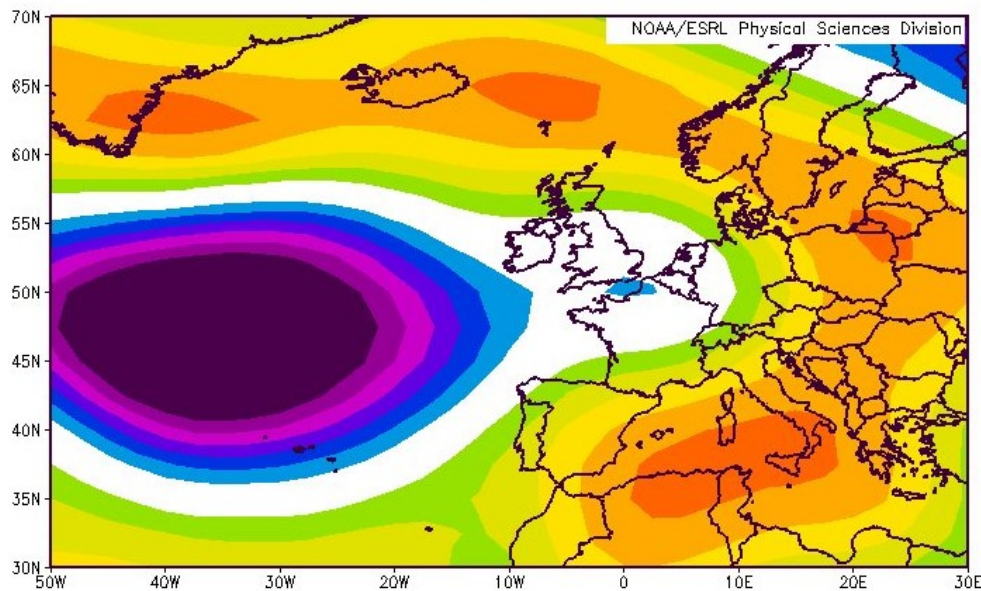 70N
NOAA/ESRL Physical Sciences Division
65N
60N
55N
50N
45N
40N
35N
30N
50W 40W 30W 20W 10W 0 10E 20E 30E